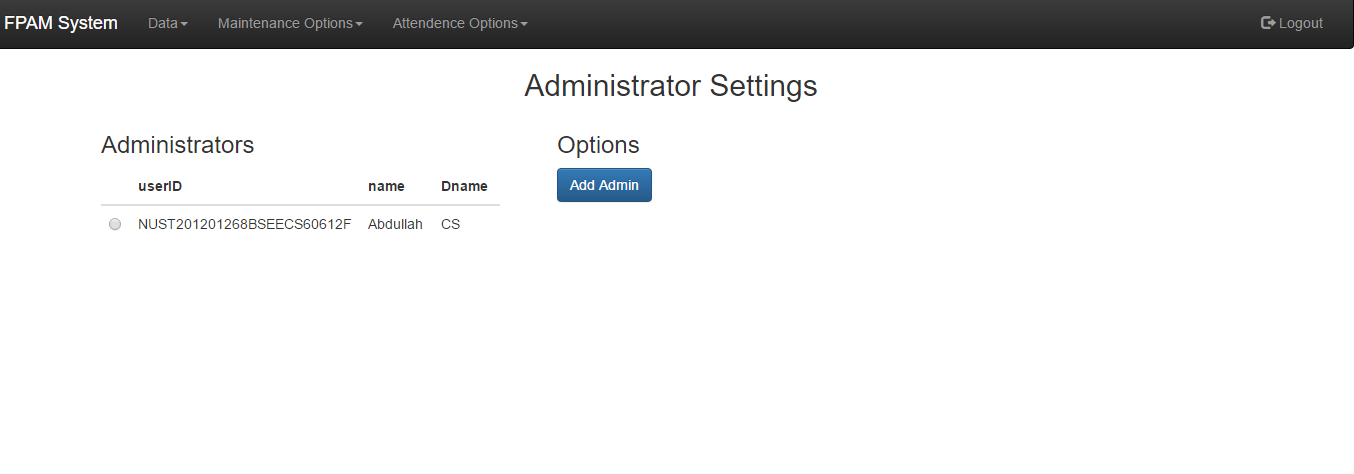 FPAM System Data Maintenance Options Attendence Options Logout
Administrator Settings
Administrators
userID name Dname
NUST201201268BSEECS60612F Abdullah CS
Options
Add Admin